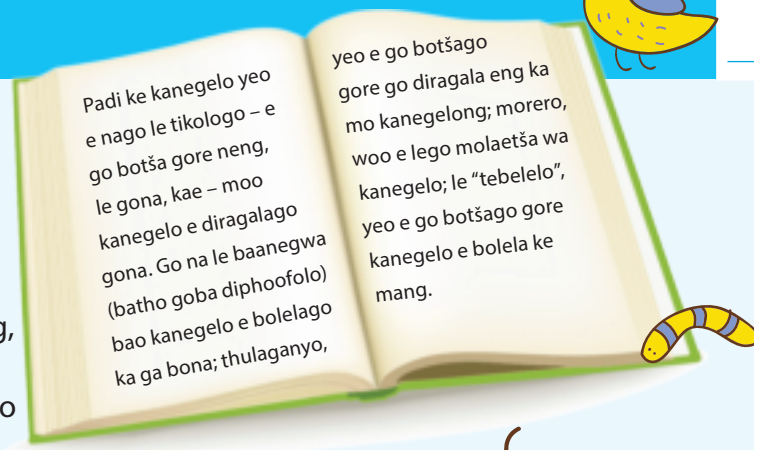 Padi ke kanegelo yeo
e nago le tikologo – e
go botša gore neng,
le gona, kae – moo
kanegelo e diragalago
gona. Go na le baanegwa
(batho goba diphoofolo)
bao kanegelo e bolelago
ka ga bona; thulaganyo,
yeo e go botšago
gore go diragala eng ka
mo kanegelong; morero,
woo e lego molaetša wa
kanegelo; le “tebelelo”,
yeo e go botšago gore
kanegelo e bolela ke
mang.
g,
o